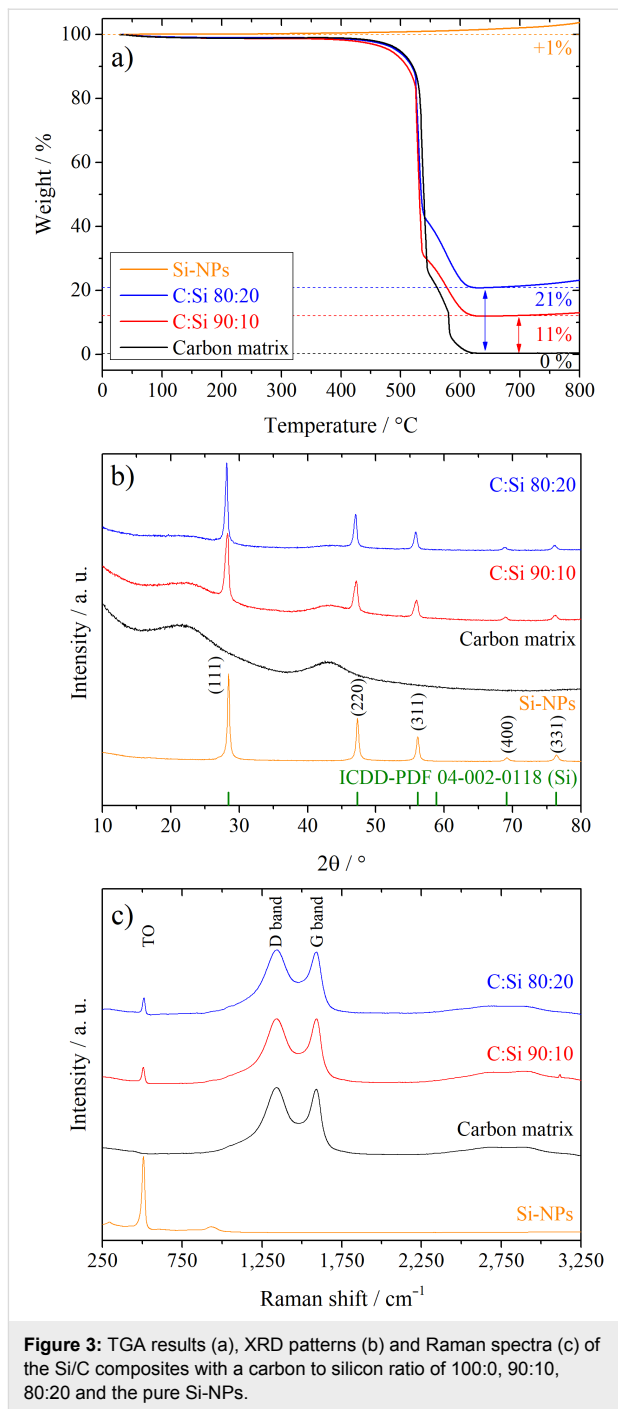 a)
+1%
Weight / %
100
80
60
40
20
0
Si-NPs
C:Si 80:20
C:Si 90:10
Carbon matrix
21%
11%
0 %
0 100 200 300 400 500 600 700 800
Temperature / °C
b)
C:Si 80:20
C:Si 90:10
Carbon matrix
Si-NPs
Intensity / a. u.
(111)
(220)
(311)
(400)
(331)
ICDD-PDF 04-002-0118 (Si)
10 20 30 40 50 60 70 80
2θ / °
c)
TO
D band
G band
C:Si 80:20
C:Si 90:10
Carbon matrix
Si-NPs
Intensity / a. u.
250 750 1,250 1,750 2,250 2,750 3,250
Raman shift / cm⁻¹
Figure 3: TGA results (a), XRD patterns (b) and Raman spectra (c) of
the Si/C composites with a carbon to silicon ratio of 100:0, 90:10,
80:20 and the pure Si-NPs.